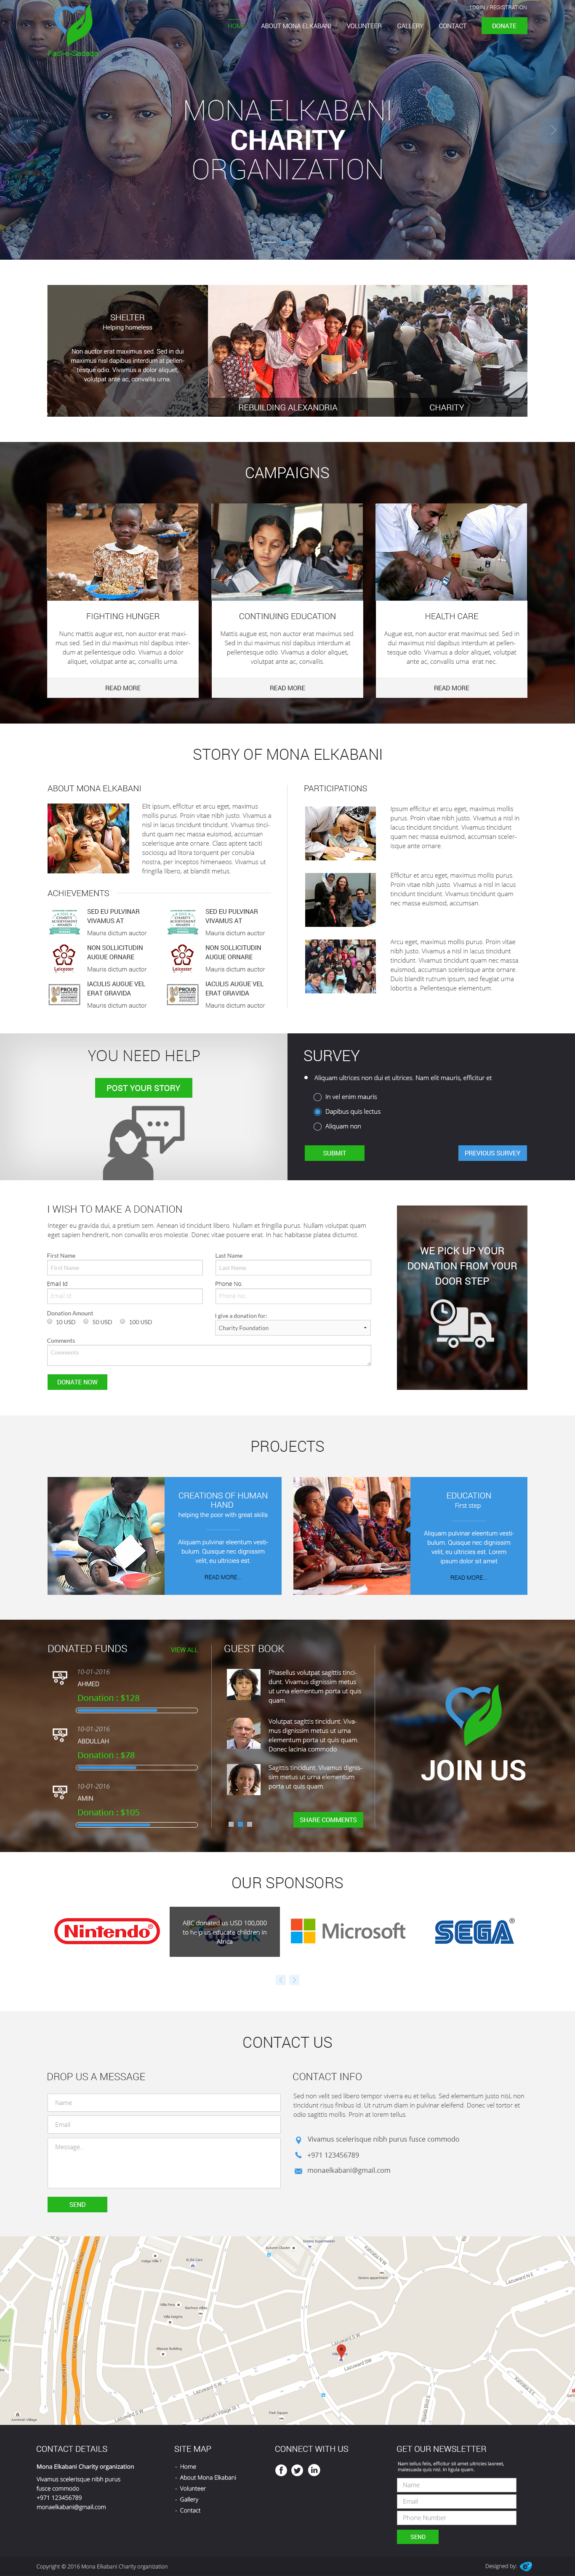 LOGIN / REGISTRATION
Fadl-e-Sadaqa
HOME
ABOUT MONA ELKABANI
VOLUNTEER
GALLERY
CONTACT
DONATE
MONA ELKABANI
CHARITY
ORGANIZATION
SHELTER
Helping homeless
Non auctor erat maximus sed. Sed in dui
maximus nisl dapibus interdum at pellen-
tesque odio. Vivamus a dolor aliquet,
volutpat ante ac, convallis urna.
REBUILDING ALEXANDRIA
CHARITY
CAMPAIGNS
FIGHTING HUNGER
Nunc mattis augue est, non auctor erat maxi-
mus sed. Sed in dui maximus nisl dapibus inter-
dum at pellentesque odio. Vivamus a dolor
aliquet, volutpat ante ac, convallis urna.
READ MORE
CONTINUING EDUCATION
Mattis augue est, non auctor erat maximus sed.
Sed in dui maximus nisl dapibus interdum at
pellentesque odio. Vivamus a dolor aliquet,
volutpat ante ac, convallis.
READ MORE
HEALTH CARE
Augue est, non auctor erat maximus sed. Sed in
dui maximus nisl dapibus interdum at
pellentesque odio. Vivamus a dolor aliquet, volutpat
ante ac, convallis urna erat nec.
READ MORE
STORY OF MONA ELKABANI
ABOUT MONA ELKABANI
Elit ipsum, efficitur et arcu eget, maximus
mollis purus. Proin vitae nibh justo. Vivamus a
nisl in lacus tincidunt tincidunt. Vivamus tinci-
dunt quam nec massa euismod, accumsan
scelerisque ante ornare. Class aptent taciti
sociosqu ad litora torquent per conubia
nostra, per inceptos himenaeos. Vivamus ut
fringilla libero, at blandit metus.
ACHIEVEMENTS
SED EU PULVINAR
VIVAMUS AT
Mauris dictum auctor
SED EU PULVINAR
VIVAMUS AT
Mauris dictum auctor
Leicester
NON SOLLICITUDIN
AUGUE ORNARE
Mauris dictum auctor
Leicester
NON SOLLICITUDIN
AUGUE ORNARE
Mauris dictum auctor
PROUD
IACULIS AUGUE VEL
ERAT GRAVIDA
Mauris dictum auctor
PROUD
IACULIS AUGUE VEL
ERAT GRAVIDA
Mauris dictum auctor
PARTICIPATIONS
Ipsum efficitur et arcu eget, maximus mollis
purus. Proin vitae nibh justo. Vivamus a nisl in
lacus tincidunt tincidunt. Vivamus tincidunt
quam nec massa euismod, accumsan sceler-
isque ante ornare.
Efficitur et arcu eget, maximus mollis purus.
Proin vitae nibh justo. Vivamus a nisl in lacus
tincidunt tincidunt. Vivamus tincidunt quam
nec massa euismod, accumsan.
Arcu eget, maximus mollis purus. Proin vitae
nibh justo. Vivamus a nisl in lacus tincidunt
tincidunt. Vivamus tincidunt quam nec massa
euismod, accumsan scelerisque ante ornare.
Duis blandit rutrum ipsum, sed feugiat urna
lobortis a. Pellentesque elementum.
YOU NEED HELP
POST YOUR STORY
SURVEY
Aliquam ultrices non dui et ultrices. Nam elit mauris, efficitur et
In vel enim mauris
Dapibus quis lectus
Aliquam non
SUBMIT
PREVIOUS SURVEY
I WISH TO MAKE A DONATION
Integer eu gravida dui, a pretium sem. Aenean id tincidunt libero. Nullam et fringilla purus. Nullam volutpat quam
eget sapien hendrerit, non convallis eros molestie. Donec vitae posuere erat. In hac habitasse platea dictumst.
First Name
First Name
Last Name
Last Name
Email Id
Email id
Phone No.
Phone no.
Donation Amount
10 USD
50 USD
100 USD
I give a donation for:
Charity Foundation
Comments
Comments
DONATE NOW
WE PICK UP YOUR
DONATION FROM YOUR
DOOR STEP
PROJECTS
CREATIONS OF HUMAN
HAND
helping the poor with great skills
Aliquam pulvinar eleentum vesti-
bulum. Quisque nec dignissim
velit, eu ultricies est.
READ MORE...
EDUCATION
First step
Aliquam pulvinar eleentum vesti-
bulum. Quisque nec dignissim
velit, eu ultricies est. Lorem
ipsum dolor sit amet
READ MORE...
DONATED FUNDS
VIEW ALL
10-01-2016
AHMED
Donation : $128
10-01-2016
ABDULLAH
Donation : $78
10-01-2016
AMIN
Donation : $105
GUEST BOOK
Phasellus volutpat sagittis tinci-
dunt. Vivamus dignissim metus
ut urna elementum porta ut quis
quam.
Volutpat sagittis tincidunt. Viva-
mus dignissim metus ut urna
elementum porta ut quis quam.
Donec lacinia commodo
Sagittis tincidunt. Vivamus dignis-
sim metus ut urna elementum
porta ut quis quam.
SHARE COMMENTS
JOIN US
OUR SPONSORS
Nintendo®
ABC donated us USD 100,000
to help us educate children in
Africa
Microsoft
SEGA®
CONTACT US
DROP US A MESSAGE
Name
Email
Message..
SEND
CONTACT INFO
Sed non velit sed libero tempor viverra eu et tellus. Sed elementum justo nisi, non
tincidunt risus finibus id. Ut rutrum diam in pulvinar eleifend. Donec vel tortor et
odio sagittis mollis. Proin at lorem tellus.
Vivamus scelerisque nibh purus fusce commodo
+971 123456789
monaelkabani@gmail.com
CONTACT DETAILS
Mona Elkabani Charity organization
Vivamus scelerisque nibh purus
fusce commodo
+971 123456789
monaelkabani@gmail.com
SITE MAP
- Home
- About Mona Elkabani
- Volunteer
- Gallery
- Contact
CONNECT WITH US
GET OUR NEWSLETTER
Nam tellus felis, efficitur sit amet ultricies laoreet,
malesuada quis nisl. In ligula quam.
Name
Email
Phone Number
SEND
Copyright © 2016 Mona Elkabani Charity organization
Designed by: